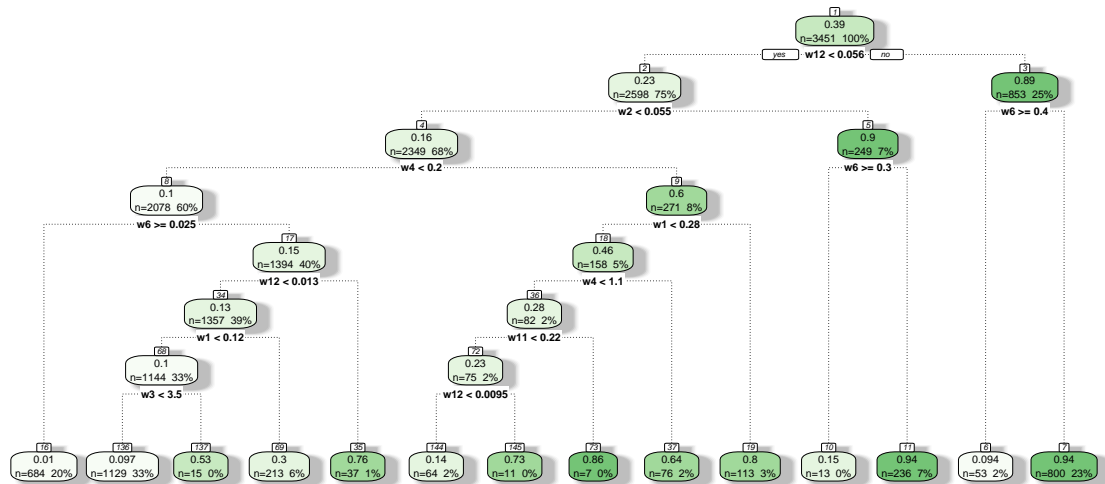 1
0.39
n=3451 100%
yes w12 < 0.056 no
2
0.23
n=2598 75%
w2 < 0.055
3
0.89
n=853 25%
w6 >= 0.4
4
0.16
n=2349 68%
w4 < 0.2
5
0.9
n=249 7%
w6 >= 0.3
8
0.1
n=2078 60%
w6 >= 0.025
9
0.6
n=271 8%
w1 < 0.28
17
0.15
n=1394 40%
w12 < 0.013
18
0.46
n=158 5%
w4 < 1.1
34
0.13
n=1357 39%
w1 < 0.12
36
0.28
n=82 2%
w11 < 0.22
68
0.1
n=1144 33%
w3 < 3.5
72
0.23
n=75 2%
w12 < 0.0095
16
0.01
n=684 20%
136
0.097
n=1129 33%
137
0.53
n=15 0%
69
0.3
n=213 6%
35
0.76
n=37 1%
144
0.14
n=64 2%
145
0.73
n=11 0%
73
0.86
n=7 0%
37
0.64
n=76 2%
19
0.8
n=113 3%
10
0.15
n=13 0%
11
0.94
n=236 7%
6
0.094
n=53 2%
7
0.94
n=800 23%